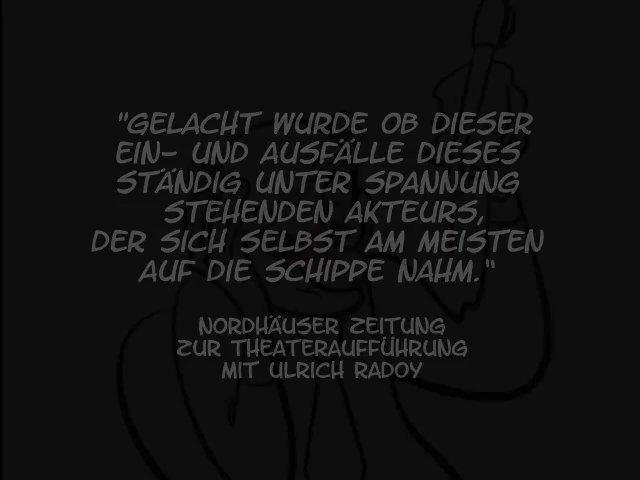 "GELACHT WURDE OB DIESER
EIN- UND AUSFÄLLE DIESES
STÄNDIG UNTER SPANNUNG
STEHENDEN AKTEURS,
DER SICH SELBST AM MEISTEN
AUF DIE SCHIPPE NAHM."
NORDHÄUSER ZEITUNG
ZUR THEATERAUFFÜHRUNG
MIT ULRICH RADOY